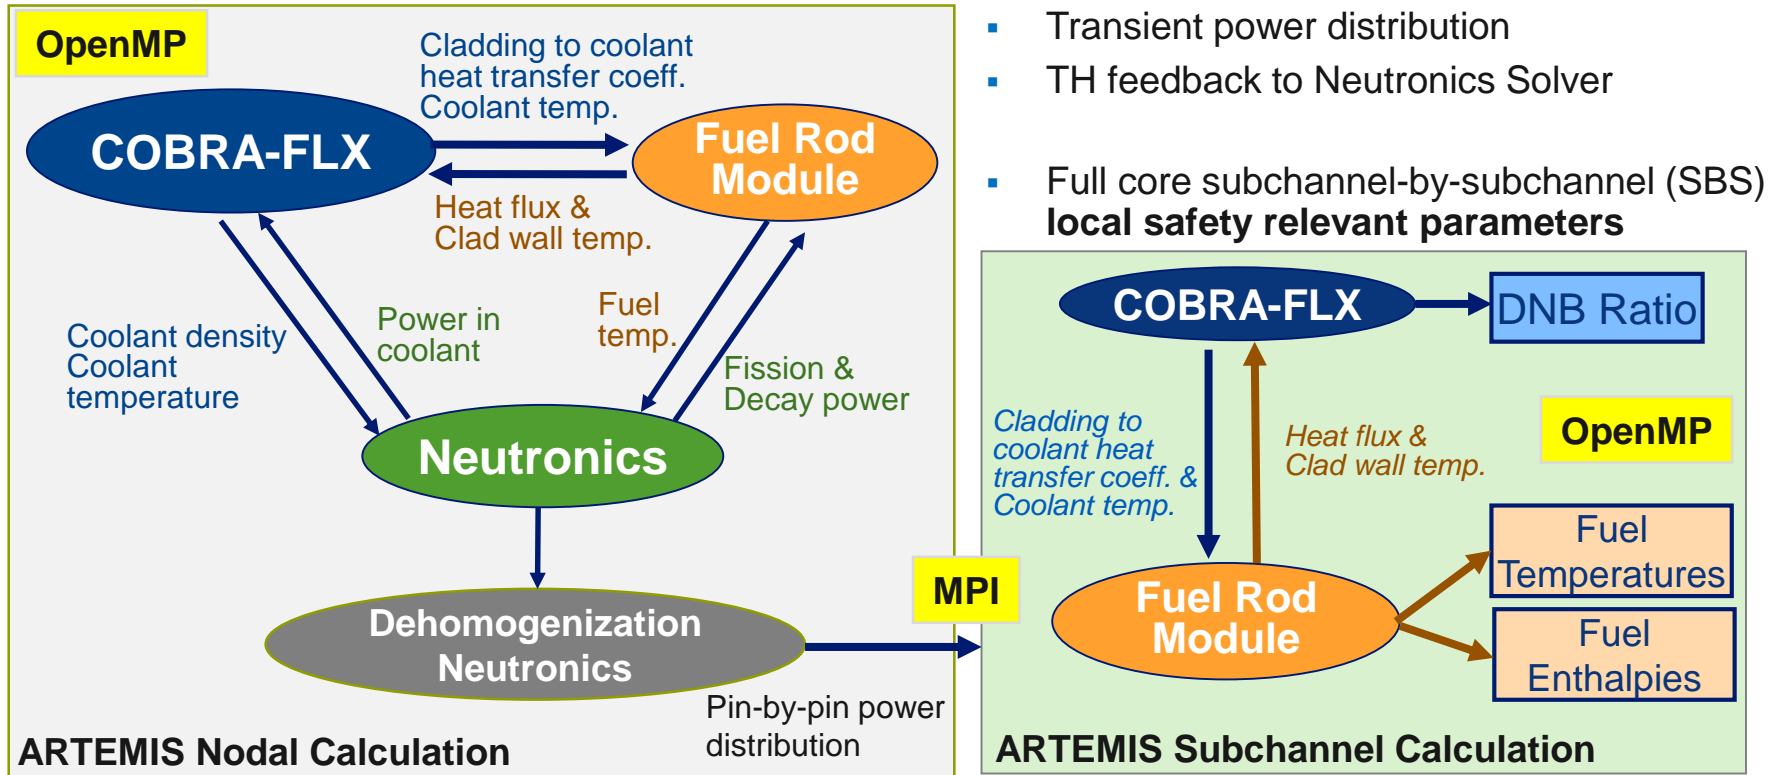 OpenMP
Cladding to coolant
heat transfer coeff.
Coolant temp.
COBRA-FLX
Fuel Rod
Module
Heat flux &
Clad wall temp.
Coolant density
Coolant
temperature
Power in
coolant
Fuel
temp.
Fission &
Decay power
Neutronics
Dehomogenization
Neutronics
MPI
Pin-by-pin power
distribution
ARTEMIS Nodal Calculation
▪ Transient power distribution
▪ TH feedback to Neutronics Solver
▪ Full core subchannel-by-subchannel (SBS)
local safety relevant parameters
COBRA-FLX
DNB Ratio
Cladding to
coolant heat
transfer coeff. &
Coolant temp.
Heat flux &
Clad wall temp.
OpenMP
Fuel Rod
Module
Fuel
Temperatures
Fuel
Enthalpies
ARTEMIS Subchannel Calculation